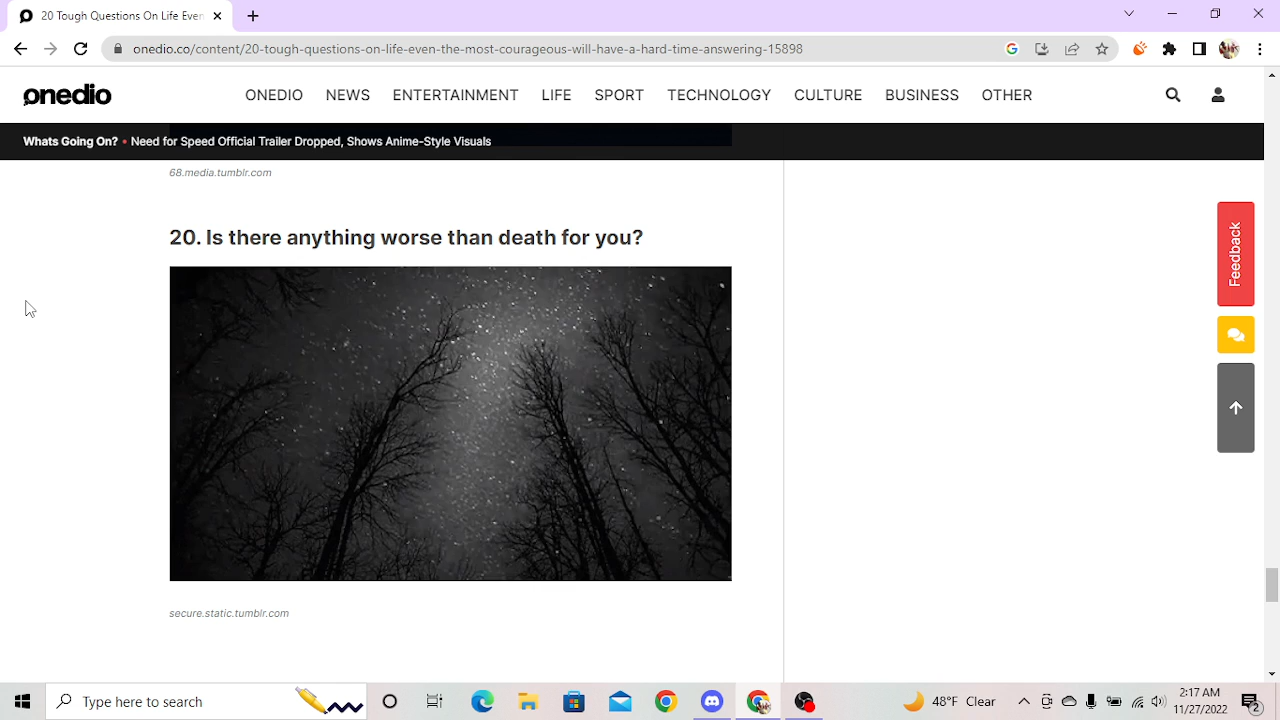 20 Tough Questions On Life Even
onedio.co/content/20-tough-questions-on-life-even-the-most-courageous-will-have-a-hard-time-answering-15898
onedio
ONEDIO NEWS ENTERTAINMENT LIFE SPORT TECHNOLOGY CULTURE BUSINESS OTHER
Whats Going On? • Need for Speed Official Trailer Dropped, Shows Anime-Style Visuals
68.media.tumblr.com
20. Is there anything worse than death for you?
Feedback
secure.static.tumblr.com
Type here to search
48°F Clear
2:17 AM
11/27/2022
2